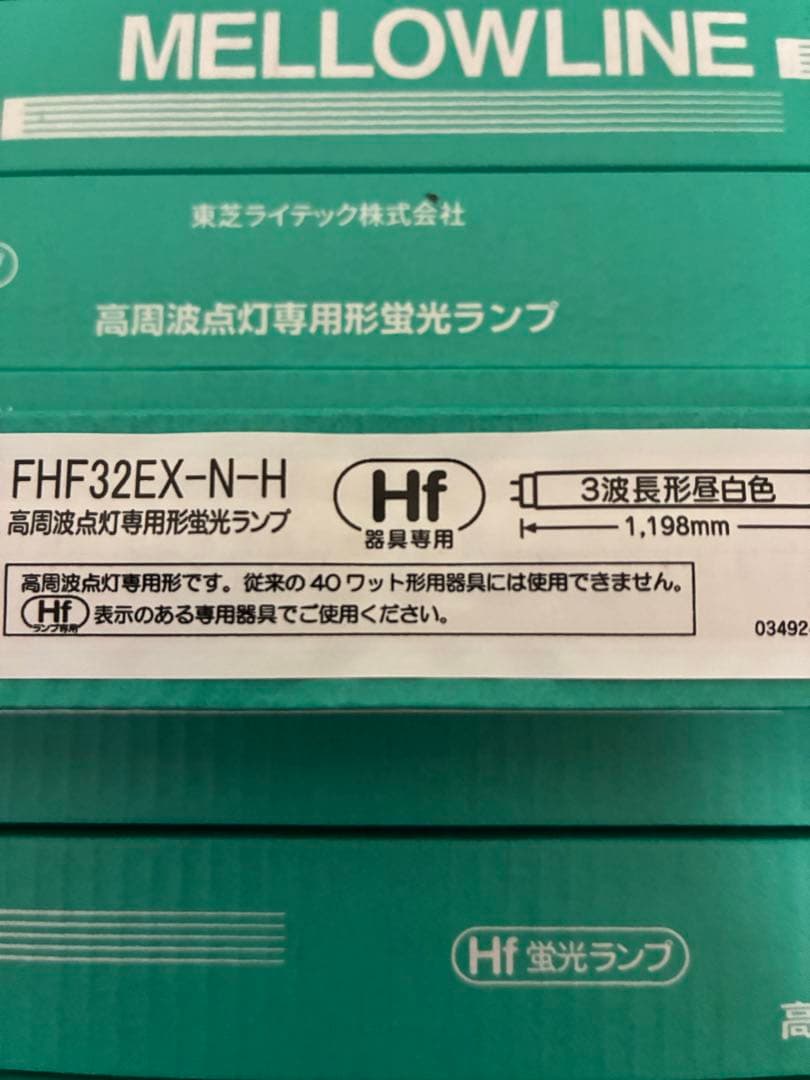 MELLOWLINE
東芝ライテック株式会社
高周波点灯専用形蛍光ランプ
FHF32EX-N-H
高周波点灯専用形蛍光ランプ
Hf
器具専用
3波長形昼白色
1,198mm
高周波点灯専用形です。従来の40ワット形用器具には使用できません。
Hf ランプ専用 表示のある専用器具でご使用ください。
03492
Hf 蛍光ランプ
高